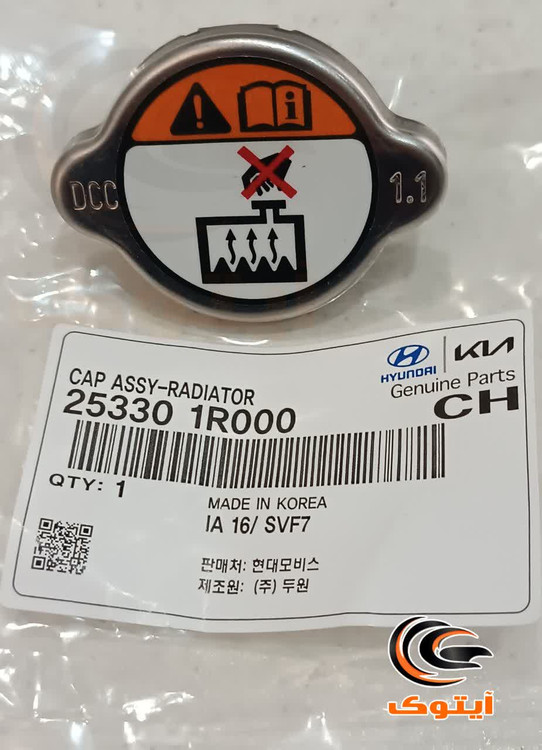 DCC
1.1
HYUNDAI
KIA
Genuine Parts
CH
CAP ASSY-RADIATOR
25330 1R000
QTY: 1
MADE IN KOREA
IA 16/ SVF7
판매처: 현대모비스
제조원: (주) 두원
آیتوک